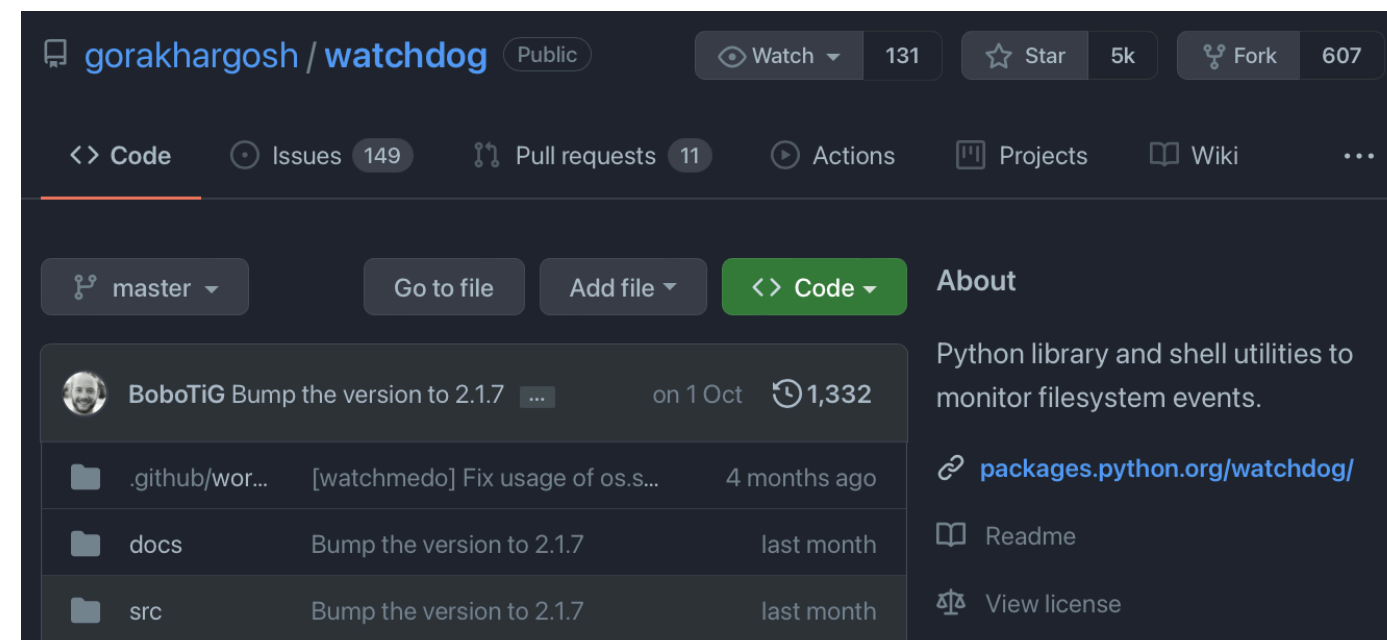 gorakhargosh / watchdog Public Watch 131 Star 5k Fork 607
Code Issues 149 Pull requests 11 Actions Projects Wiki ...
master Go to file Add file Code
BoboTiG Bump the version to 2.1.7 ... on 1 Oct 1,332
.github/wor... [watchmedo] Fix usage of os.s... 4 months ago
docs Bump the version to 2.1.7 last month
src Bump the version to 2.1.7 last month
About
Python library and shell utilities to
monitor filesystem events.
packages.python.org/watchdog/
Readme
View license